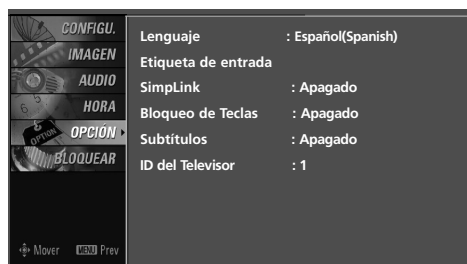 CONFIGU.
IMAGEN
AUDIO
HORA
OPCIÓN
BLOQUEAR
Mover MENU Prev
Lenguaje : Español(Spanish)
Etiqueta de entrada
SimpLink : Apagado
Bloqueo de Teclas : Apagado
Subtítulos : Apagado
ID del Televisor : 1